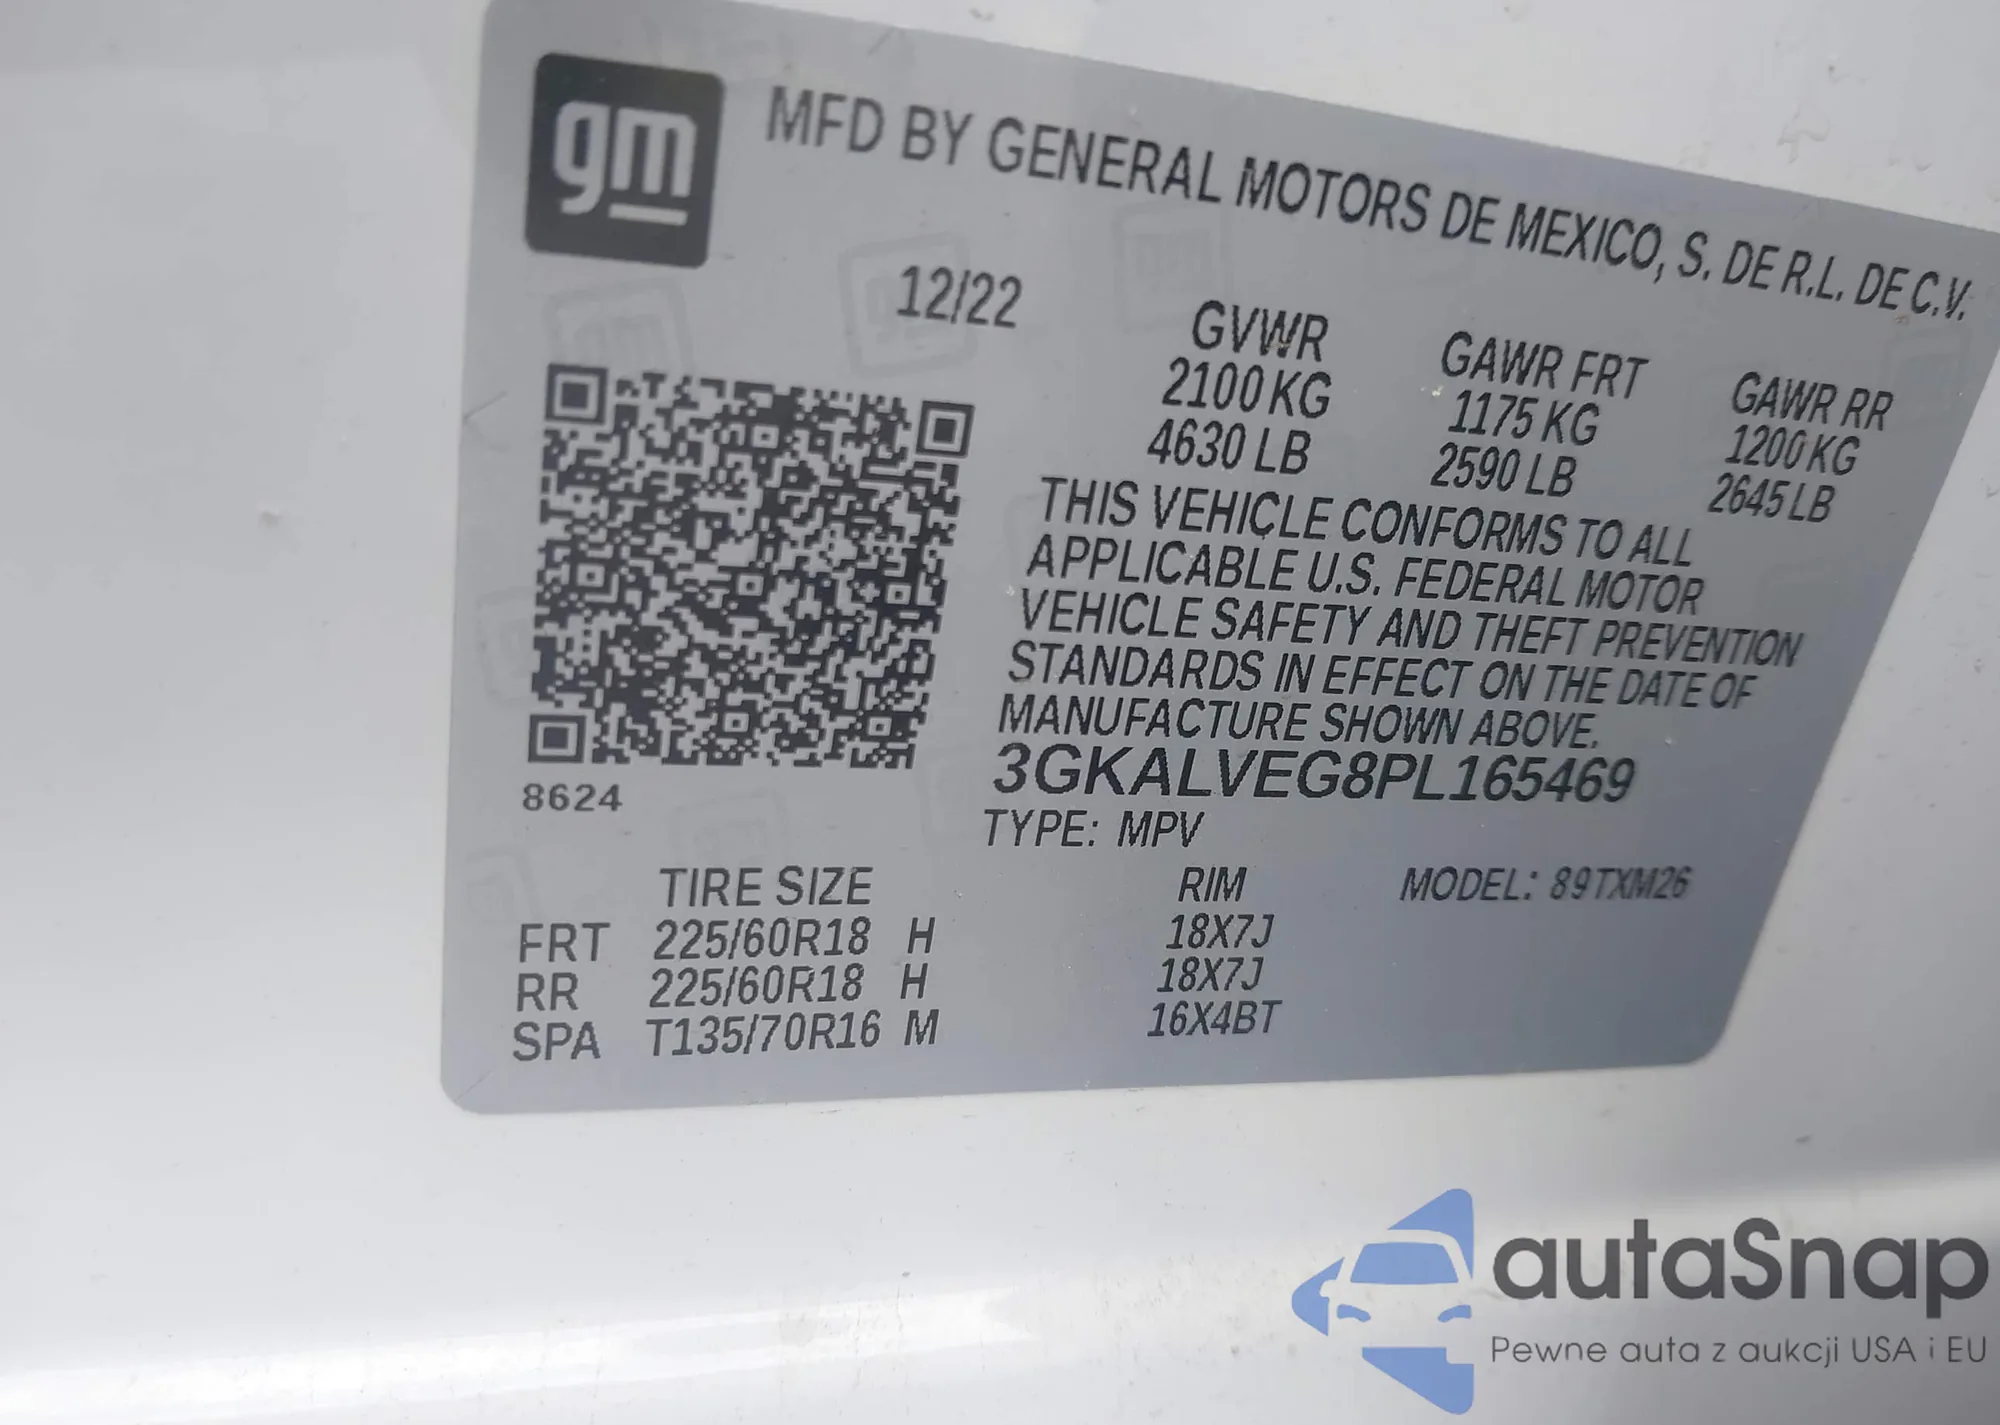 gm
MFD BY GENERAL MOTORS DE MEXICO, S. DE R.L. DE C.V.
12/22
GVWR GAWR FRT GAWR RR
2100 KG 1175 KG 1200 KG
4630 LB 2590 LB 2645 LB
THIS VEHICLE CONFORMS TO ALL
APPLICABLE U.S. FEDERAL MOTOR
VEHICLE SAFETY AND THEFT PREVENTION
STANDARDS IN EFFECT ON THE DATE OF
MANUFACTURE SHOWN ABOVE.
3GKALVEG8PL165469
8624
TYPE: MPV
TIRE SIZE RIM MODEL: 89TXM26
FRT 225/60R18 H 18X7J
RR 225/60R18 H 18X7J
SPA T135/70R16 M 16X4BT
autaSnap
Pewne auta z aukcji USA i EU